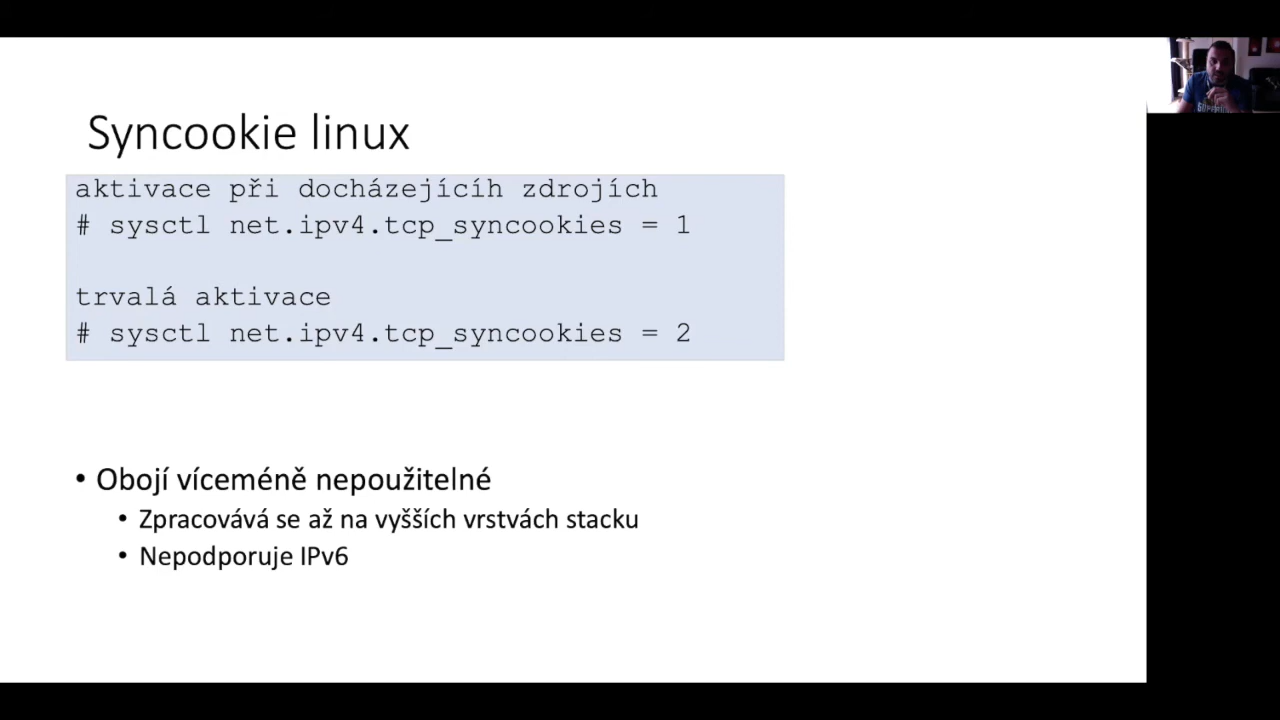 Syncookie linux
aktivace při docházejícíh zdrojích
# sysctl net.ipv4.tcp_syncookies = 1
trvalá aktivace
# sysctl net.ipv4.tcp_syncookies = 2
• Obojí víceméně nepoužitelné
• Zpracovává se až na vyšších vrstvách stacku
• Nepodporuje IPv6